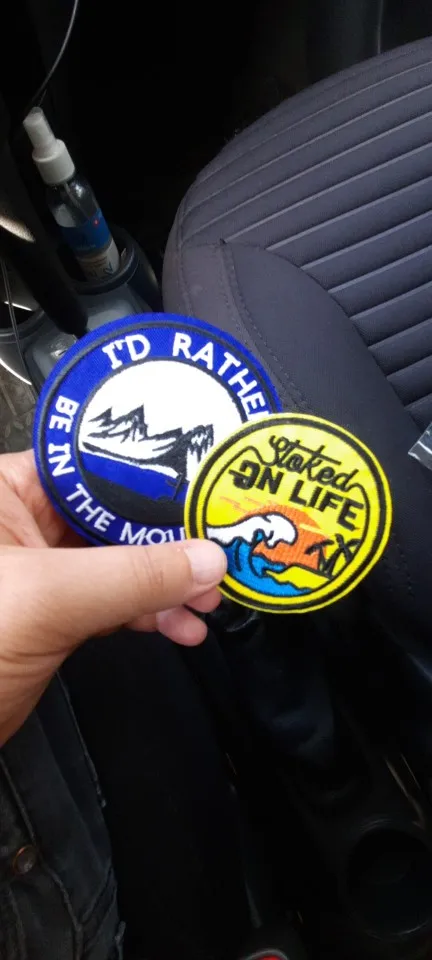 I'D RATHE
BE IN THE MOU
Stoked
ON LIFE